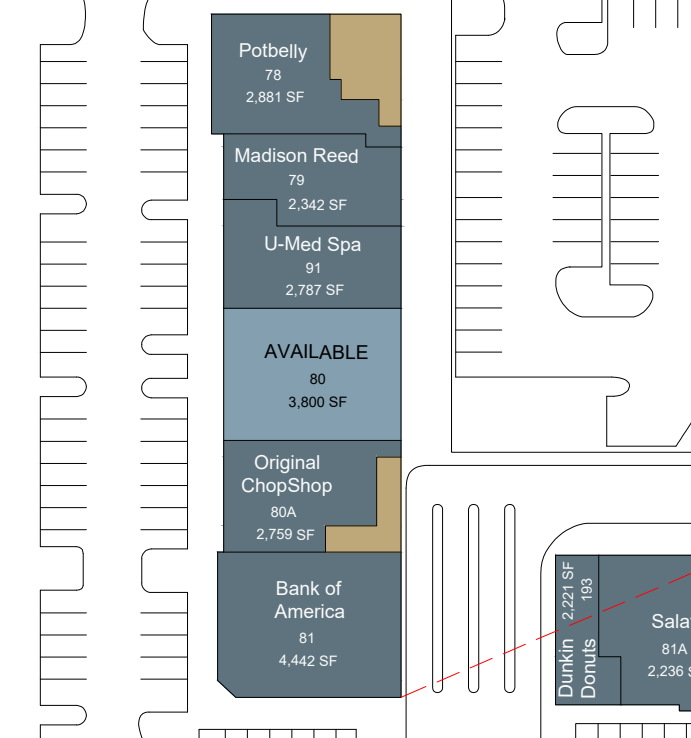 Potbelly
78
2,881 SF
Madison Reed
79
2,342 SF
U-Med Spa
91
2,787 SF
AVAILABLE
80
3,800 SF
Original
ChopShop
80A
2,759 SF
Bank of
America
81
4,442 SF
Dunkin
Donuts
193
2,221 SF
Sala
81A
2,236